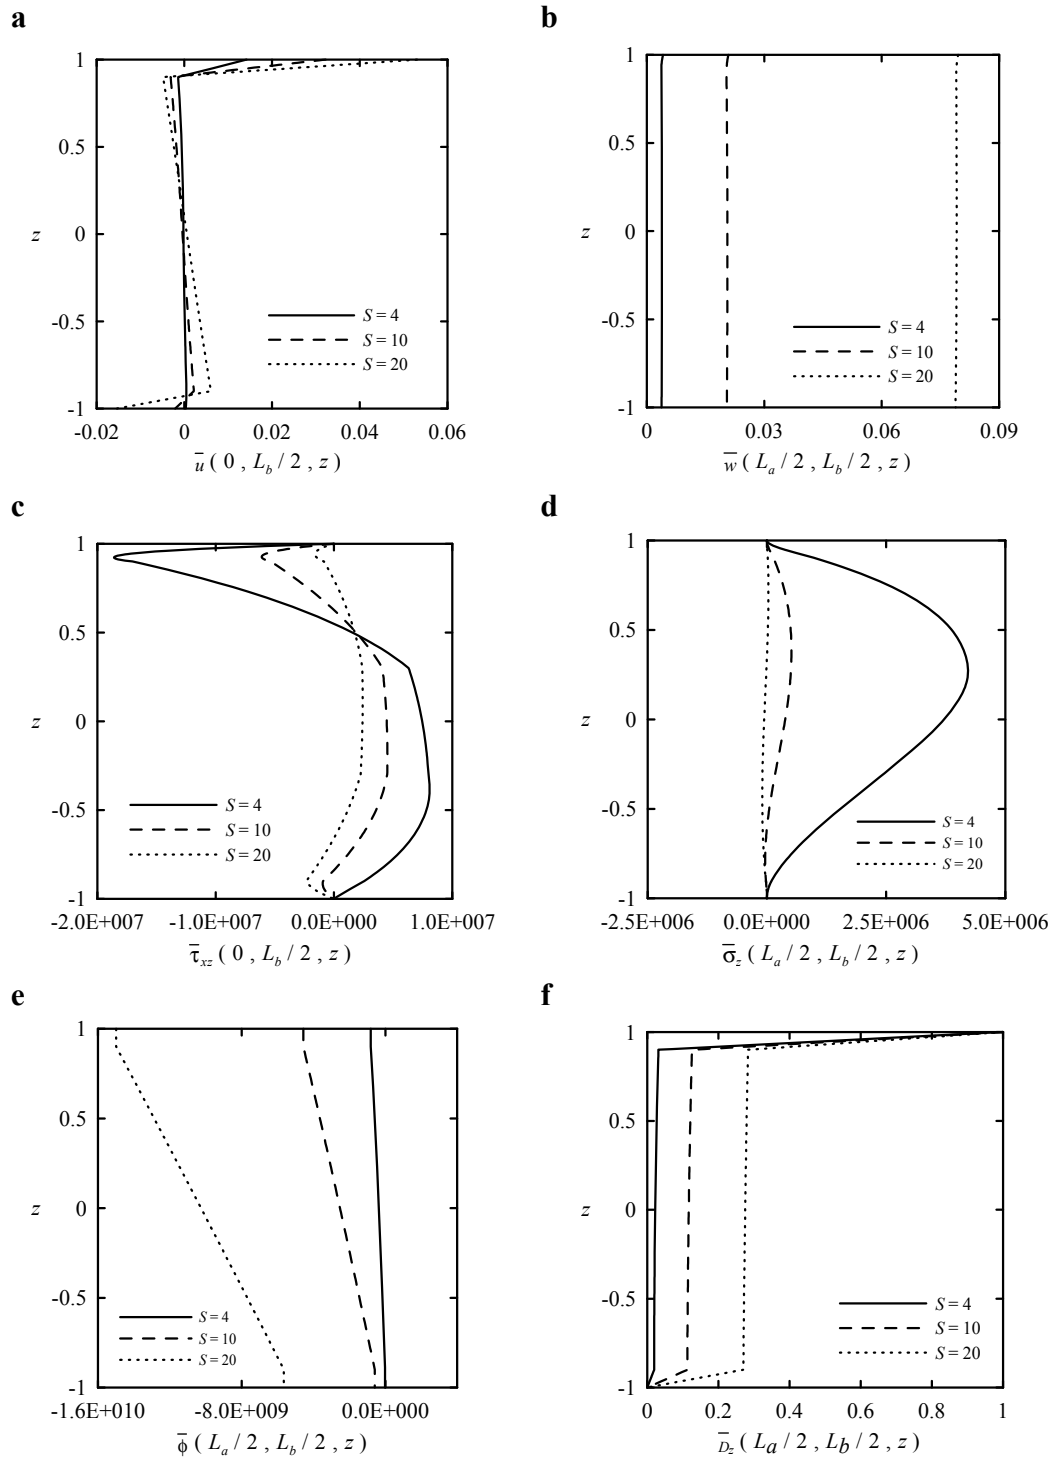 a
1
0.5
z
0
-0.5
-1
S = 4
S = 10
S = 20
-0.02 0 0.02 0.04 0.06
u̅ ( 0 , L_b / 2 , z )
b
1
0.5
z
0
-0.5
-1
S = 4
S = 10
S = 20
0 0.03 0.06 0.09
w̅ ( L_a / 2 , L_b / 2 , z )
c
1
0.5
z
0
-0.5
-1
S = 4
S = 10
S = 20
-2.0E+007 -1.0E+007 0.0E+000 1.0E+007
τ̅_xz ( 0 , L_b / 2 , z )
d
1
0.5
z
0
-0.5
-1
S = 4
S = 10
S = 20
-2.5E+006 0.0E+000 2.5E+006 5.0E+006
σ̅_z ( L_a / 2 , L_b / 2 , z )
e
1
0.5
z
0
-0.5
-1
S = 4
S = 10
S = 20
-1.6E+010 -8.0E+009 0.0E+000
ϕ̅ ( L_a / 2 , L_b / 2 , z )
f
1
0.5
z
0
-0.5
-1
S = 4
S = 10
S = 20
0 0.2 0.4 0.6 0.8 1
D̅_z ( L_a / 2 , L_b / 2 , z )